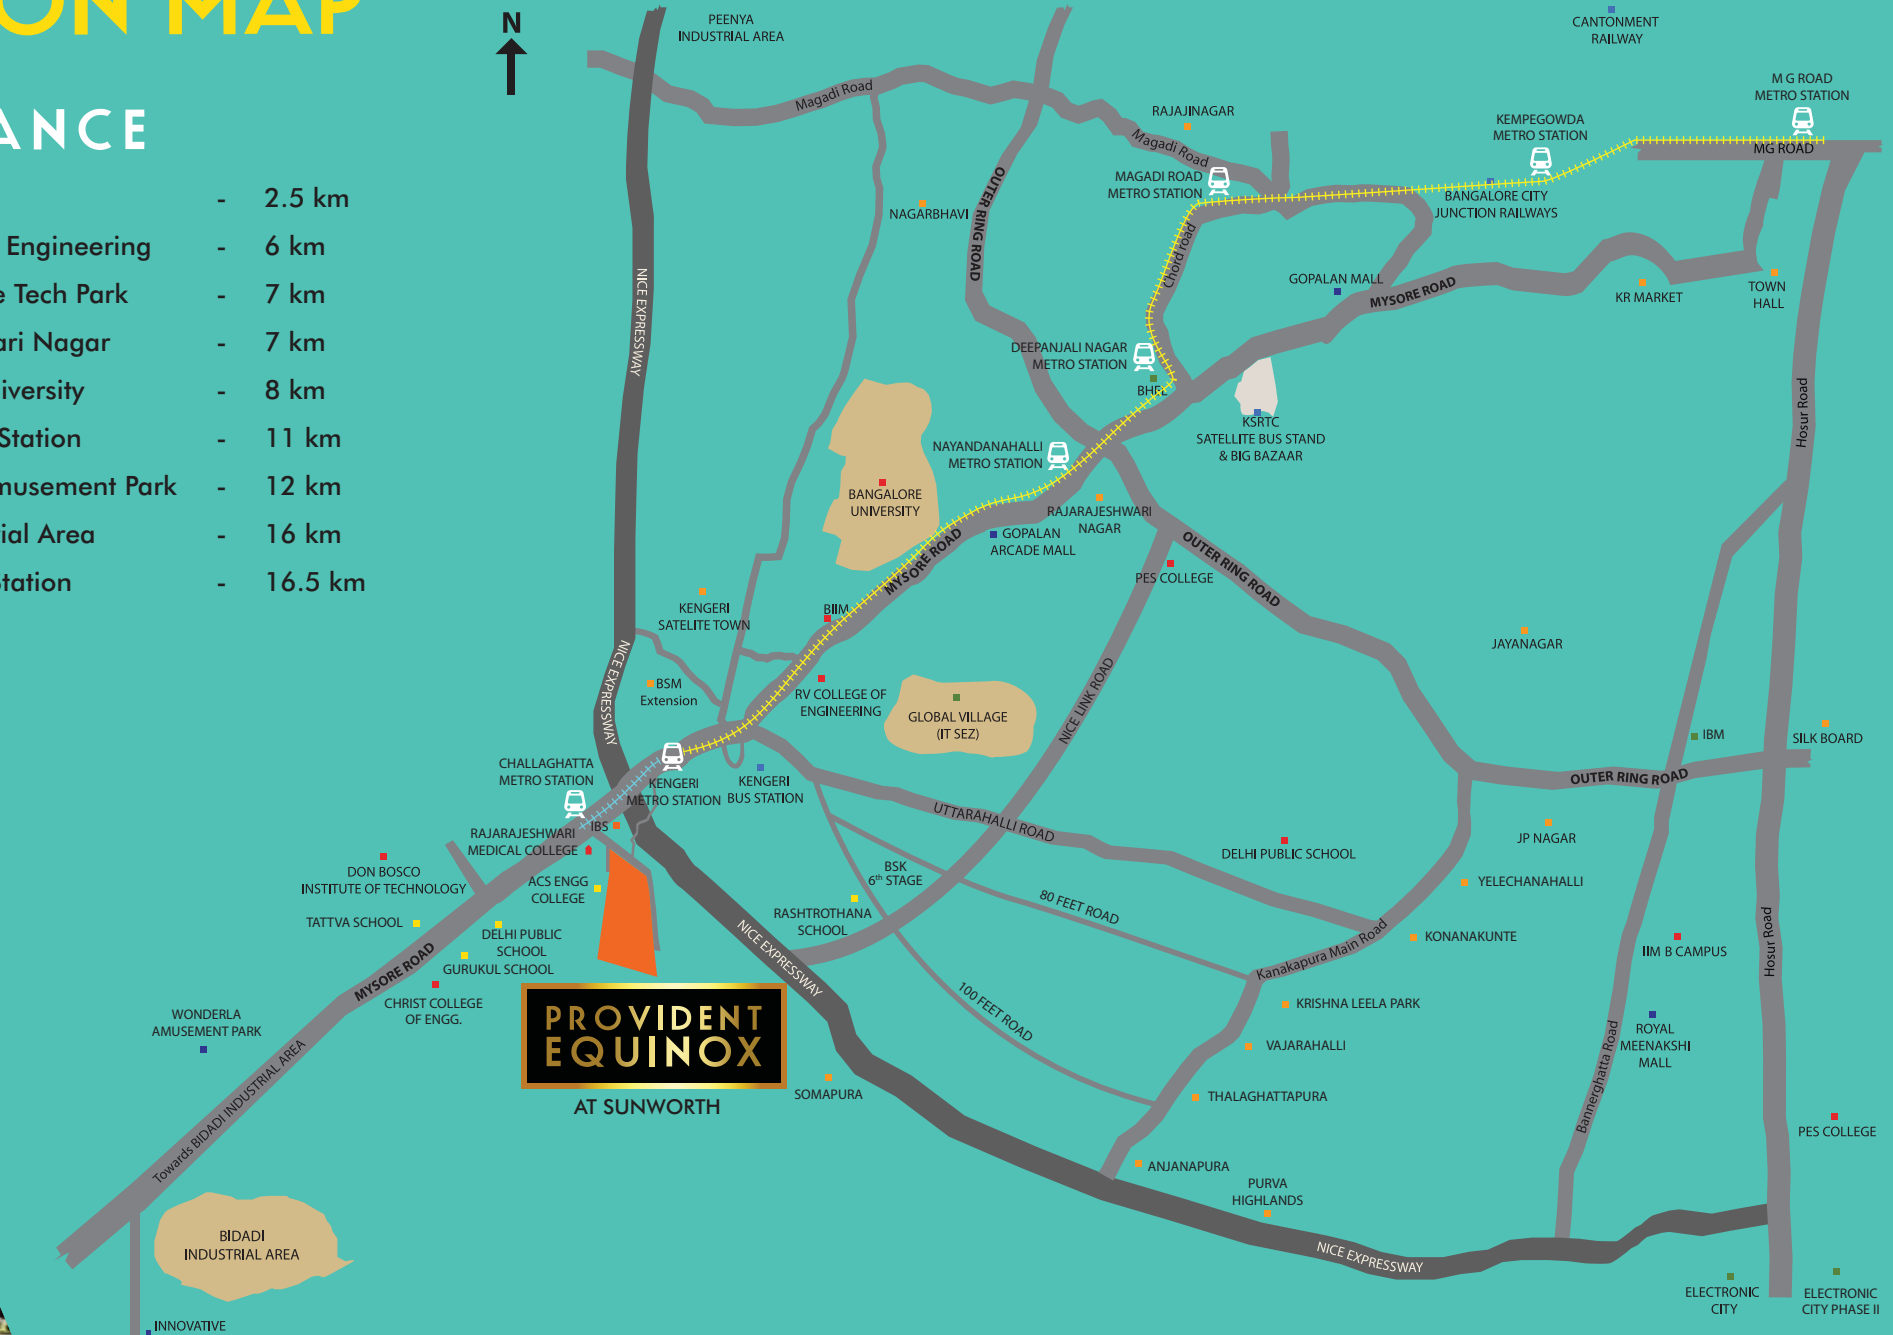 ON MAP
ANCE
- 2.5 km
Engineering - 6 km
e Tech Park - 7 km
ari Nagar - 7 km
iversity - 8 km
Station - 11 km
musement Park - 12 km
ial Area - 16 km
Station - 16.5 km
N
PEENYA
INDUSTRIAL AREA
CANTONMENT
RAILWAY
M G ROAD
METRO STATION
MG ROAD
KEMPEGOWDA
METRO STATION
Magadi Road
RAJAJINAGAR
Magadi Road
MAGADI ROAD
METRO STATION
BANGALORE CITY
JUNCTION RAILWAYS
NAGARBHAVI
OUTER RING ROAD
Chord road
GOPALAN MALL
MYSORE ROAD
KR MARKET
TOWN
HALL
NICE EXPRESSWAY
DEEPANJALI NAGAR
METRO STATION
BHEL
KSRTC
SATELLITE BUS STAND
& BIG BAZAAR
Hosur Road
NAYANDANAHALLI
METRO STATION
BANGALORE
UNIVERSITY
RAJARAJESHWARI
NAGAR
GOPALAN
ARCADE MALL
MYSORE ROAD
OUTER RING ROAD
PES COLLEGE
KENGERI
SATELITE TOWN
BIIM
JAYANAGAR
NICE EXPRESSWAY
BSM
Extension
RV COLLEGE OF
ENGINEERING
GLOBAL VILLAGE
(IT SEZ)
NICE LINK ROAD
IBM
SILK BOARD
OUTER RING ROAD
CHALLAGHATTA
METRO STATION
KENGERI
METRO STATION
KENGERI
BUS STATION
UTTARAHALLI ROAD
IBS
RAJARAJESHWARI
MEDICAL COLLEGE
DELHI PUBLIC SCHOOL
JP NAGAR
DON BOSCO
INSTITUTE OF TECHNOLOGY
ACS ENGG
COLLEGE
BSK
6th STAGE
YELECHANAHALLI
80 FEET ROAD
TATTVA SCHOOL
DELHI PUBLIC
SCHOOL
RASHTROTHANA
SCHOOL
NICE EXPRESSWAY
Kanakapura Main Road
KONANAKUNTE
IIM B CAMPUS
Hosur Road
GURUKUL SCHOOL
MYSORE ROAD
CHRIST COLLEGE
OF ENGG.
100 FEET ROAD
KRISHNA LEELA PARK
WONDERLA
AMUSEMENT PARK
PROVIDENT
EQUINOX
AT SUNWORTH
VAJARAHALLI
ROYAL
MEENAKSHI
MALL
Bannerghatta Road
SOMAPURA
THALAGHATTAPURA
Towards BIDADI INDUSTRIAL AREA
PES COLLEGE
ANJANAPURA
PURVA
HIGHLANDS
BIDADI
INDUSTRIAL AREA
NICE EXPRESSWAY
ELECTRONIC
CITY
ELECTRONIC
CITY PHASE II
INNOVATIVE